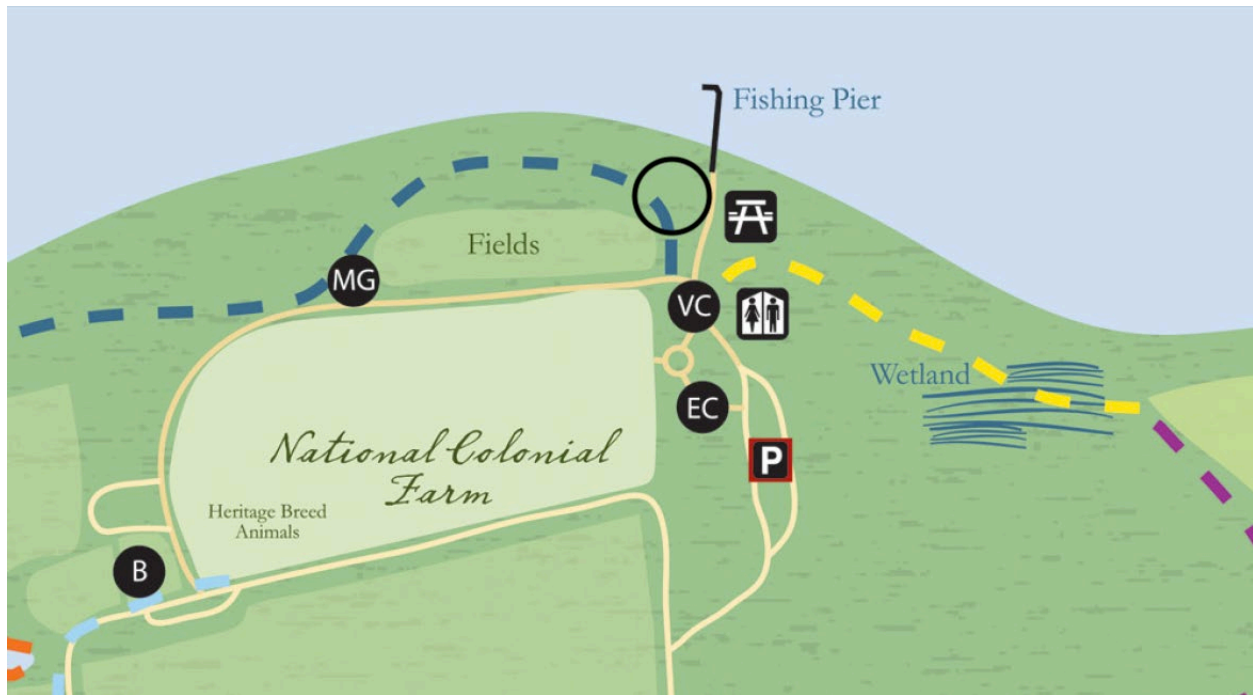 Fishing Pier
Fields
MG
VC
Wetland
EC
National Colonial
Farm
P
Heritage Breed
Animals
B